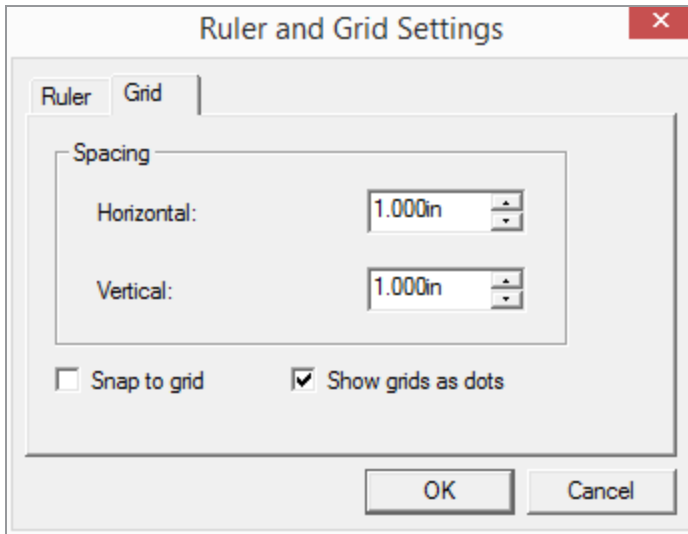 Ruler and Grid Settings
Ruler Grid
Spacing
Horizontal: 1.000in
Vertical: 1.000in
Snap to grid Show grids as dots
OK Cancel